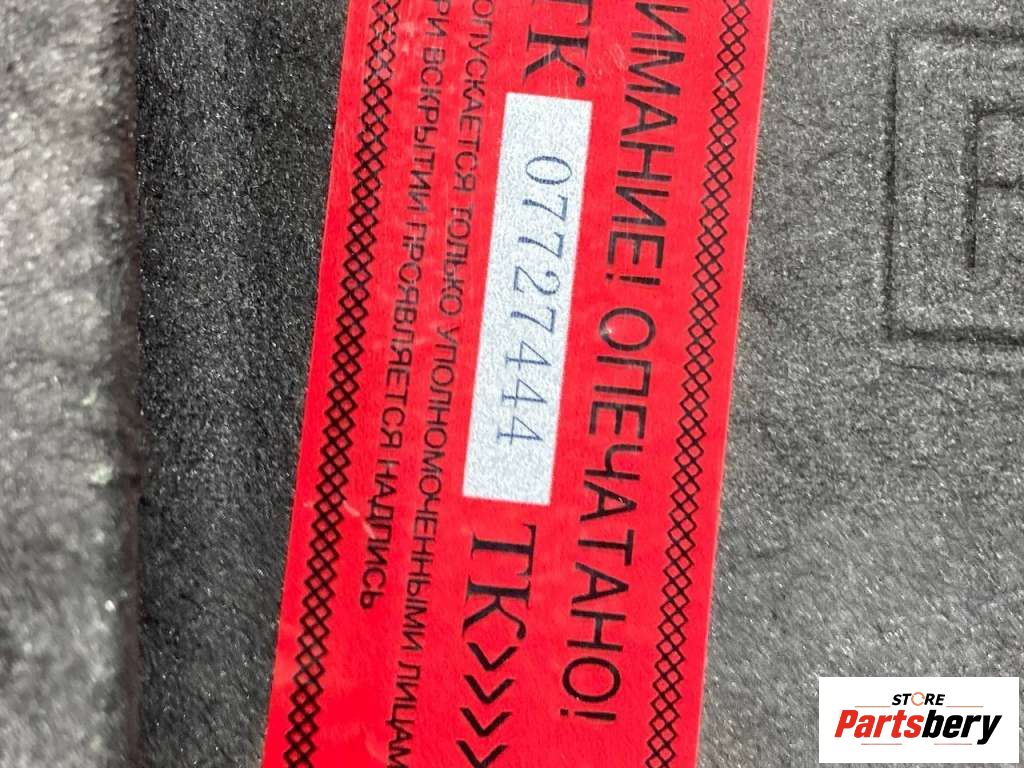 ИМАНИЕ! ОПЕЧАТАНО!
ТК 07727444 ТК>>>>
ОПУСКАЕТСЯ ТОЛЬКО УПОЛНОМОЧЕННЫМИ ЛИЦАМ
РИ ВСКРЫТИИ ПРОЯВЛЯЕТСЯ НАДПИСЬ
STORE
Partsbery